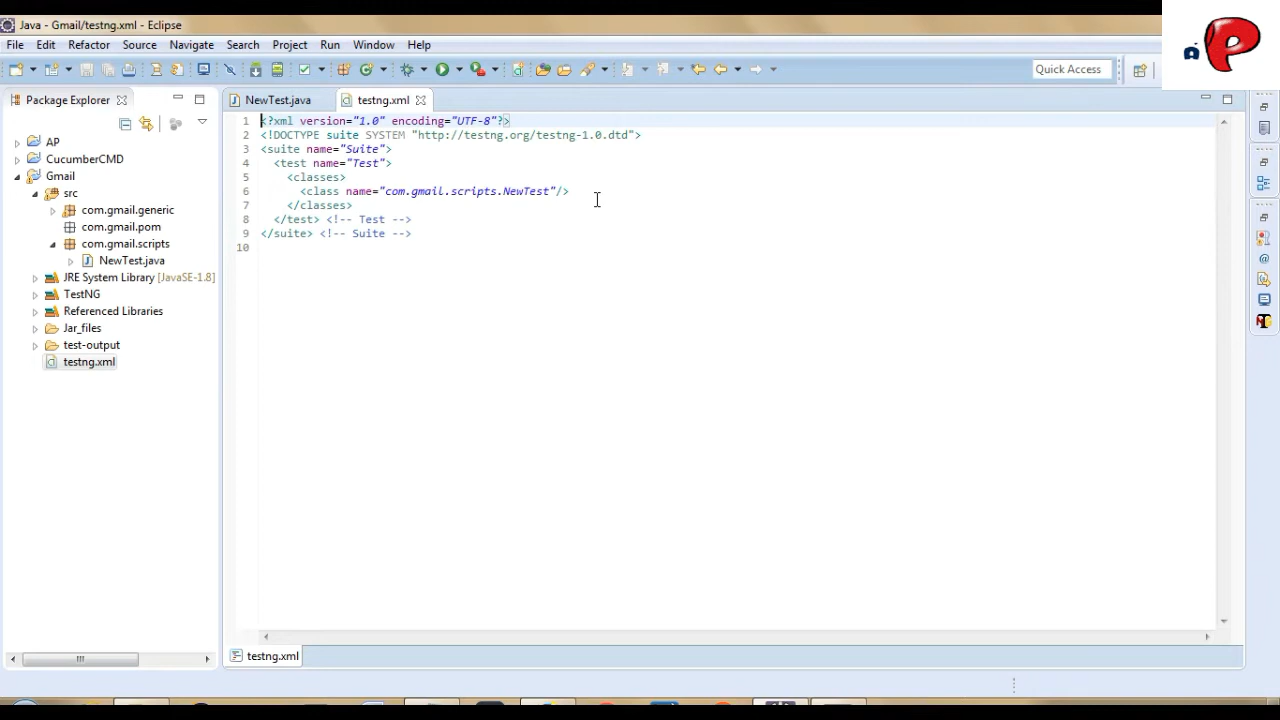 Java - Gmail/testng.xml - Eclipse
File Edit Refactor Source Navigate Search Project Run Window Help
Quick Access
Package Explorer
AP
CucumberCMD
Gmail
src
com.gmail.generic
com.gmail.pom
com.gmail.scripts
NewTest.java
JRE System Library [JavaSE-1.8]
TestNG
Referenced Libraries
Jar_files
test-output
testng.xml
NewTest.java testng.xml
1 <?xml version="1.0" encoding="UTF-8"?>
2 <!DOCTYPE suite SYSTEM "http://testng.org/testng-1.0.dtd">
3 <suite name="Suite">
4 <test name="Test">
5 <classes>
6 <class name="com.gmail.scripts.NewTest"/>
7 </classes>
8 </test> <!-- Test -->
9 </suite> <!-- Suite -->
10
testng.xml
P